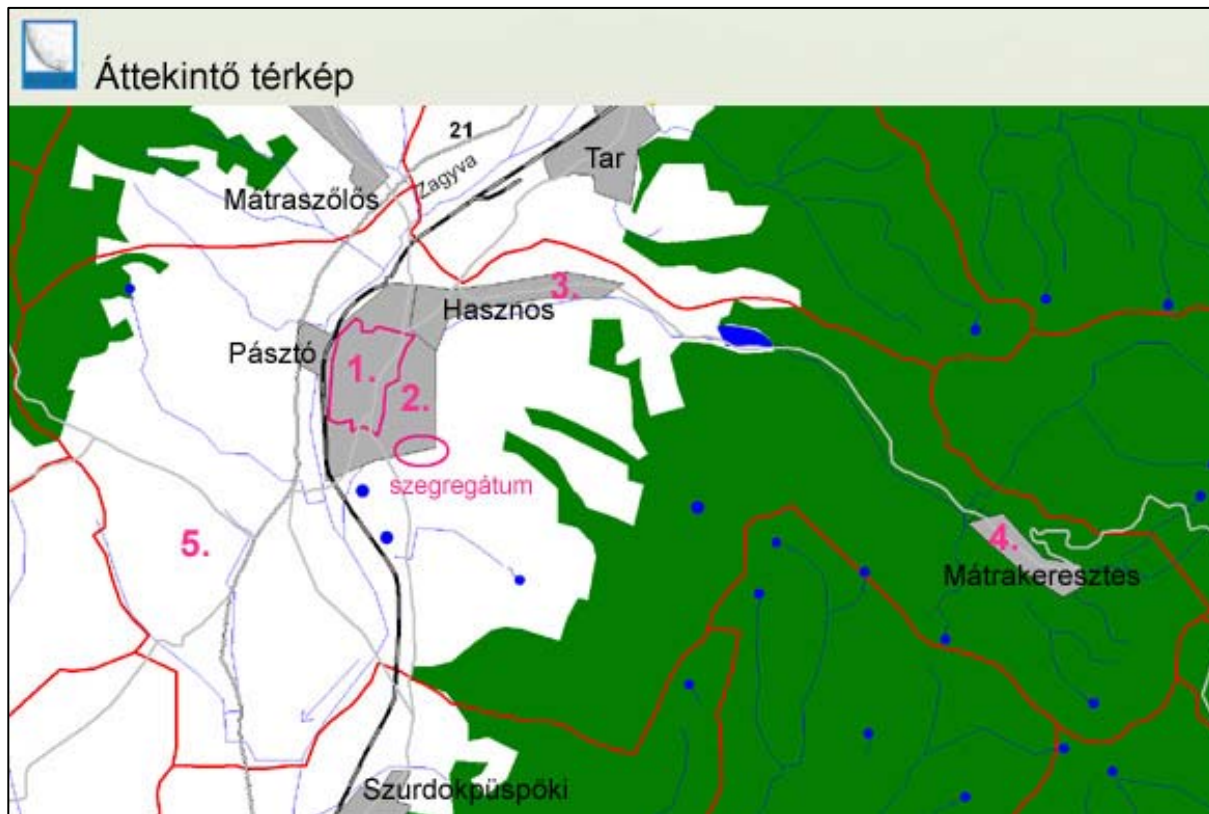 Áttekintő térkép
21
Tar
Zagyva
Mátraszőlős
3.
Hasznos
Pásztó
1.
2.
szegregátum
5.
4.
Mátrakeresztes
Szurdokpüspöki